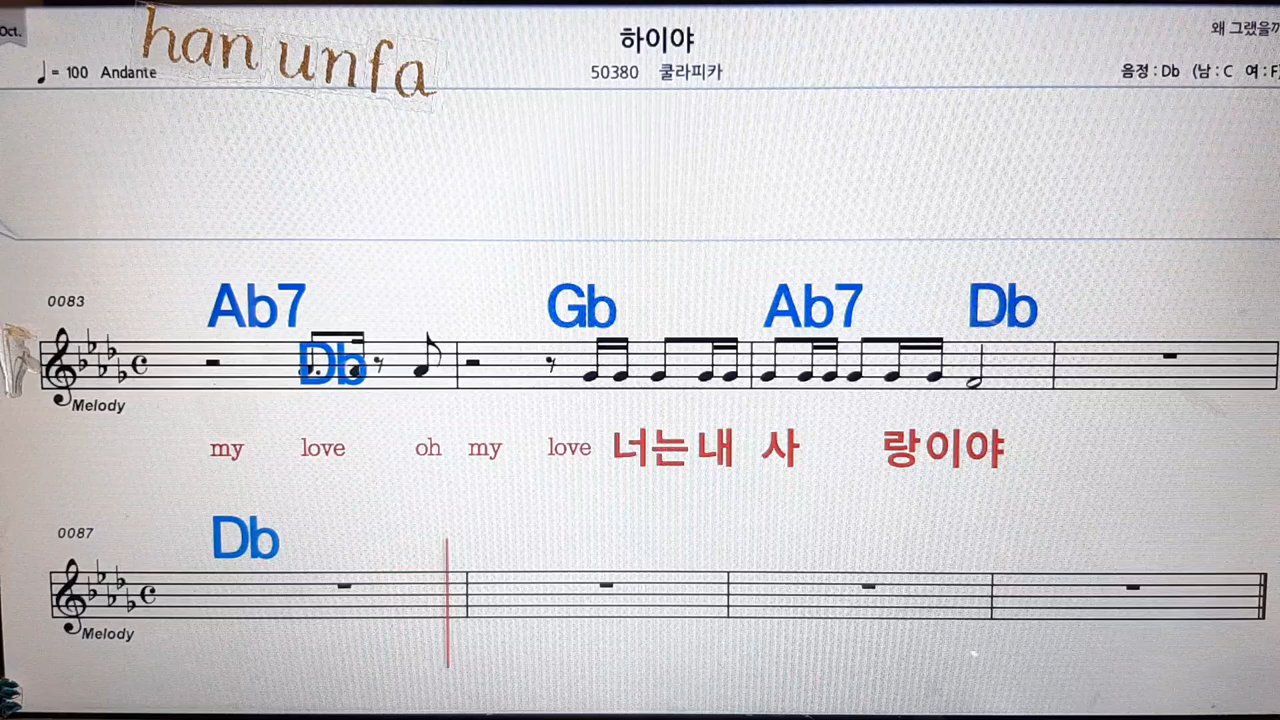 Oct.
han unfa
하이야
왜 그랬을까
♩ = 100 Andante
50380 쿨라피카
음정 : Db (남 : C 여 : F)
0083
Ab7 Db Gb Ab7 Db
Melody
my love oh my love 너는 내 사 랑이야
0087
Db
Melody